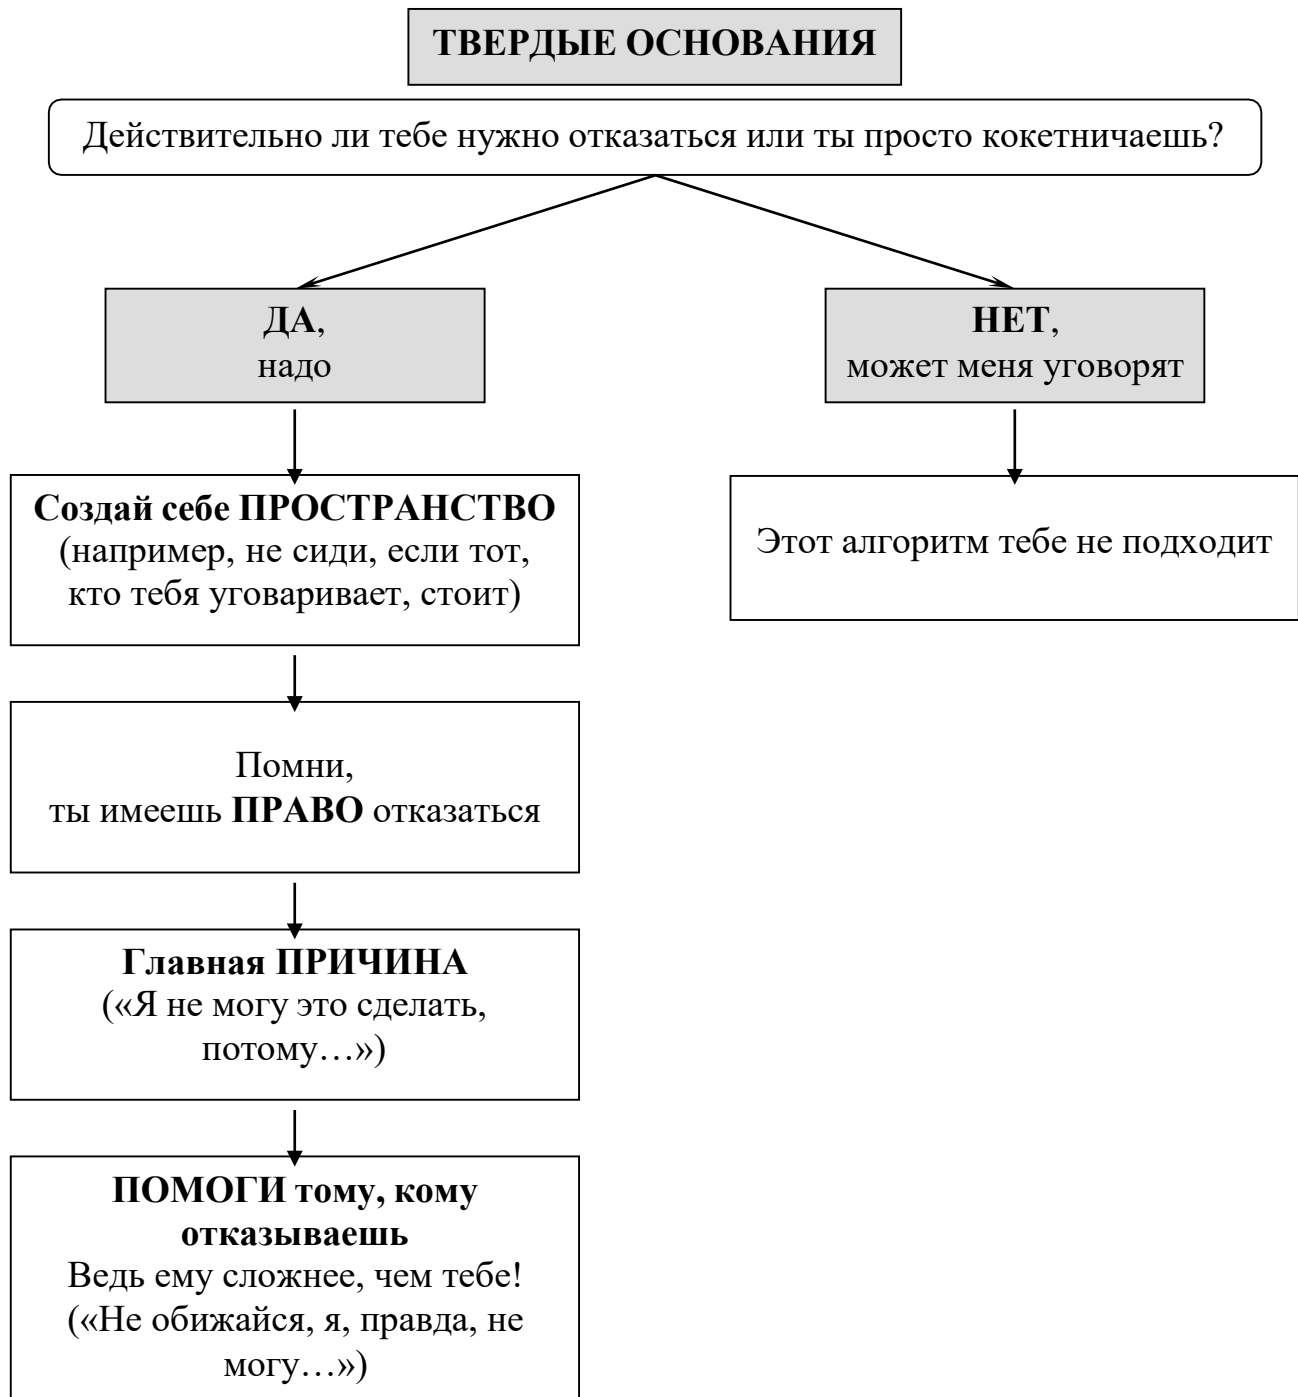 ТВЕРДЫЕ ОСНОВАНИЯ
Действительно ли тебе нужно отказаться или ты просто кокетничаешь?
ДА,
надо
НЕТ,
может меня уговорят
Создай себе ПРОСТРАНСТВО
(например, не сиди, если тот,
кто тебя уговаривает, стоит)
Этот алгоритм тебе не подходит
Помни,
ты имеешь ПРАВО отказаться
Главная ПРИЧИНА
(«Я не могу это сделать,
потому…»)
ПОМОГИ тому, кому
отказываешь
Ведь ему сложнее, чем тебе!
(«Не обижайся, я, правда, не
могу…»)